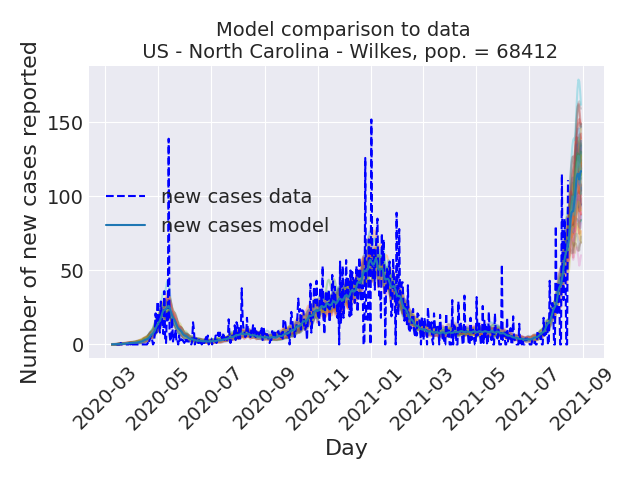 Model comparison to data
US - North Carolina - Wilkes, pop. = 68412
Number of new cases reported
150
100
50
0
new cases data
new cases model
2020-03
2020-05
2020-07
2020-09
2020-11
2021-01
2021-03
2021-05
2021-07
2021-09
Day